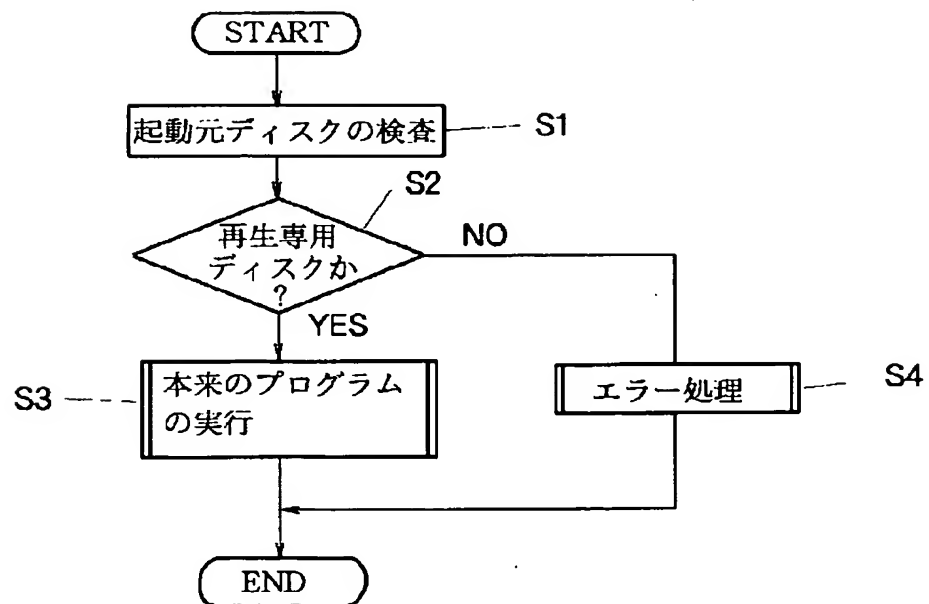 START
起動元ディスクの検査
S1
S2
再生専用
ディスクか
?
NO
YES
S3
本来のプログラム
の実行
エラー処理
S4
END